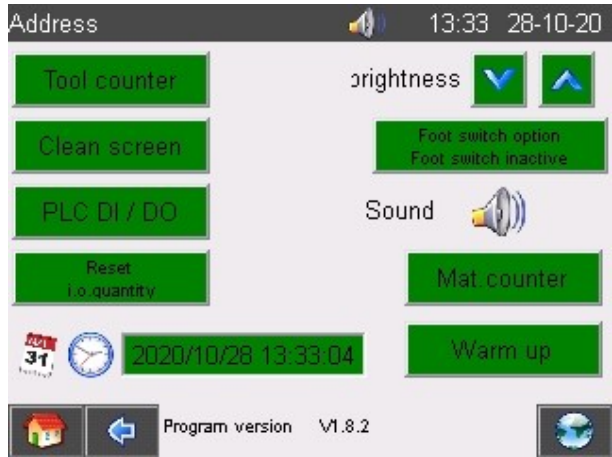 Address 13:33 28-10-20
Tool counter
brightness
Clean screen
Foot switch option
Foot switch inactive
PLC DI / DO
Sound
Reset
i.o.quantity
Mat.counter
31
2020/10/28 13:33:04
Warm up
Program version V1.8.2